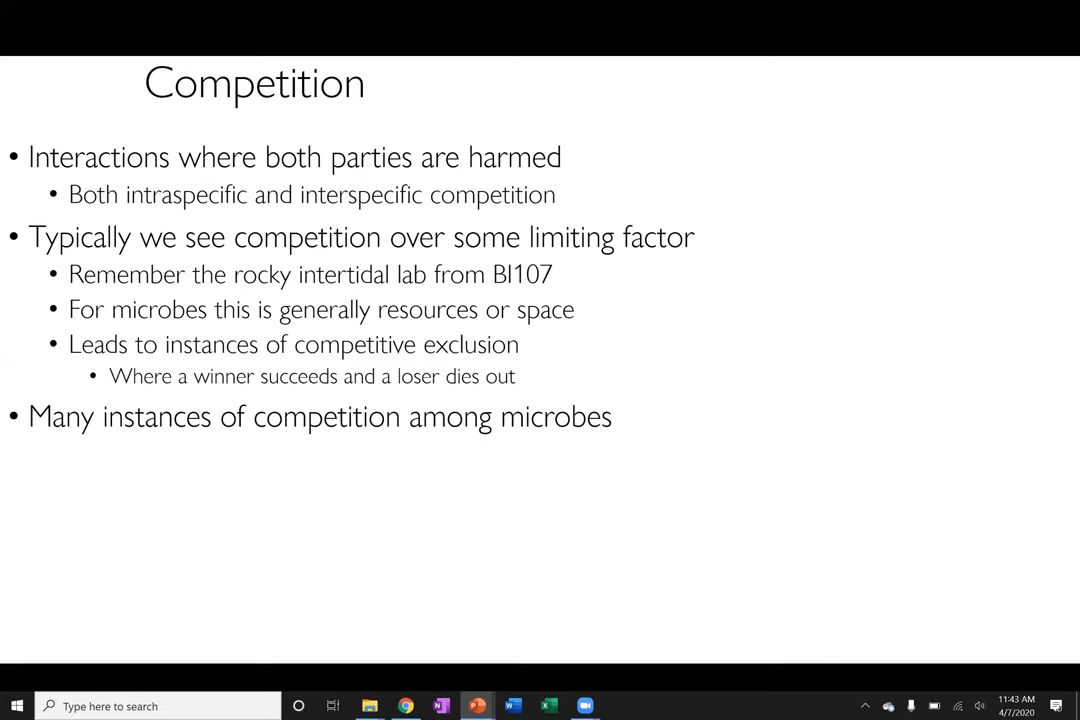 Competition
• Interactions where both parties are harmed
• Both intraspecific and interspecific competition
• Typically we see competition over some limiting factor
• Remember the rocky intertidal lab from BI107
• For microbes this is generally resources or space
• Leads to instances of competitive exclusion
• Where a winner succeeds and a loser dies out
• Many instances of competition among microbes
Type here to search
11:43 AM
4/7/2020